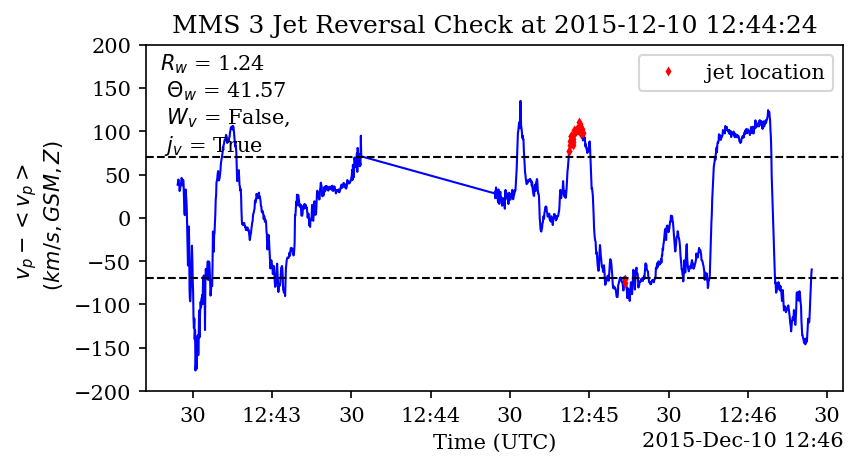 MMS 3 Jet Reversal Check at 2015-12-10 12:44:24
R_w = 1.24
Θ_w = 41.57
W_v = False,
j_v = True
jet location
200
150
100
50
0
−50
−100
−150
−200
v_p − < v_p >
(km/s, GSM, Z)
30 12:43 30 12:44 30 12:45 30 12:46 30
Time (UTC)
2015-Dec-10 12:46